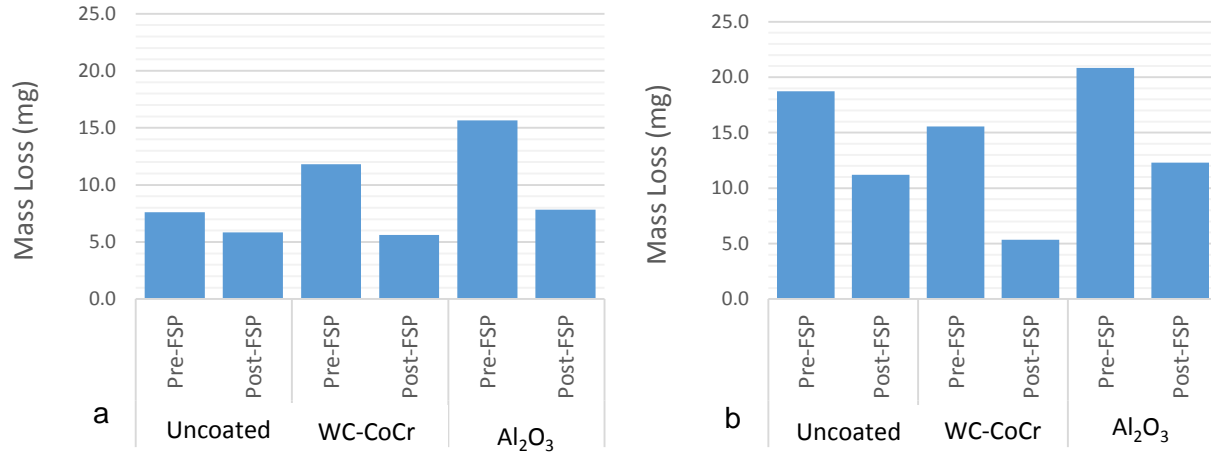 25.0
20.0
15.0
10.0
5.0
0.0
Mass Loss (mg)
Pre-FSP
Post-FSP
Pre-FSP
Post-FSP
Pre-FSP
Post-FSP
Uncoated
WC-CoCr
Al₂O₃
a
25.0
20.0
15.0
10.0
5.0
0.0
Mass Loss (mg)
Pre-FSP
Post-FSP
Pre-FSP
Post-FSP
Pre-FSP
Post-FSP
Uncoated
WC-CoCr
Al₂O₃
b